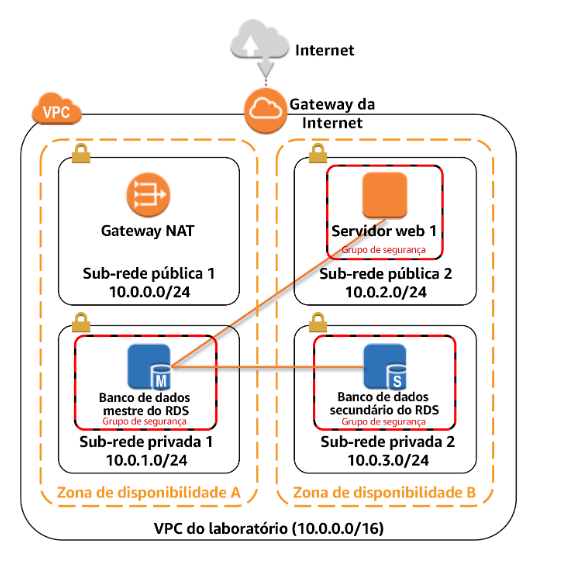 Internet
VPC
Gateway da
Internet
Gateway NAT
Sub-rede pública 1
10.0.0.0/24
Servidor web 1
Grupo de segurança
Sub-rede pública 2
10.0.2.0/24
M
Banco de dados
mestre do RDS
Grupo de segurança
Sub-rede privada 1
10.0.1.0/24
S
Banco de dados
secundário do RDS
Grupo de segurança
Sub-rede privada 2
10.0.3.0/24
Zona de disponibilidade A
Zona de disponibilidade B
VPC do laboratório (10.0.0.0/16)